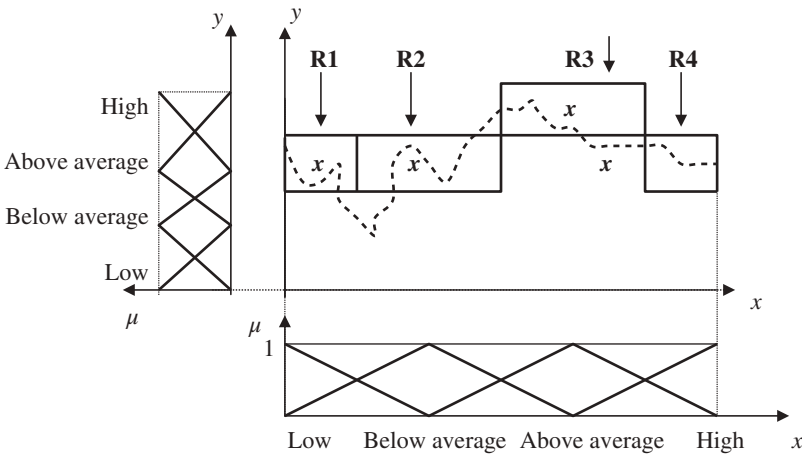 y
y
R1
R2
R3
R4
High
Above average
Below average
Low
x
x
x
x
μ
x
μ
1
Low
Below average
Above average
High
x